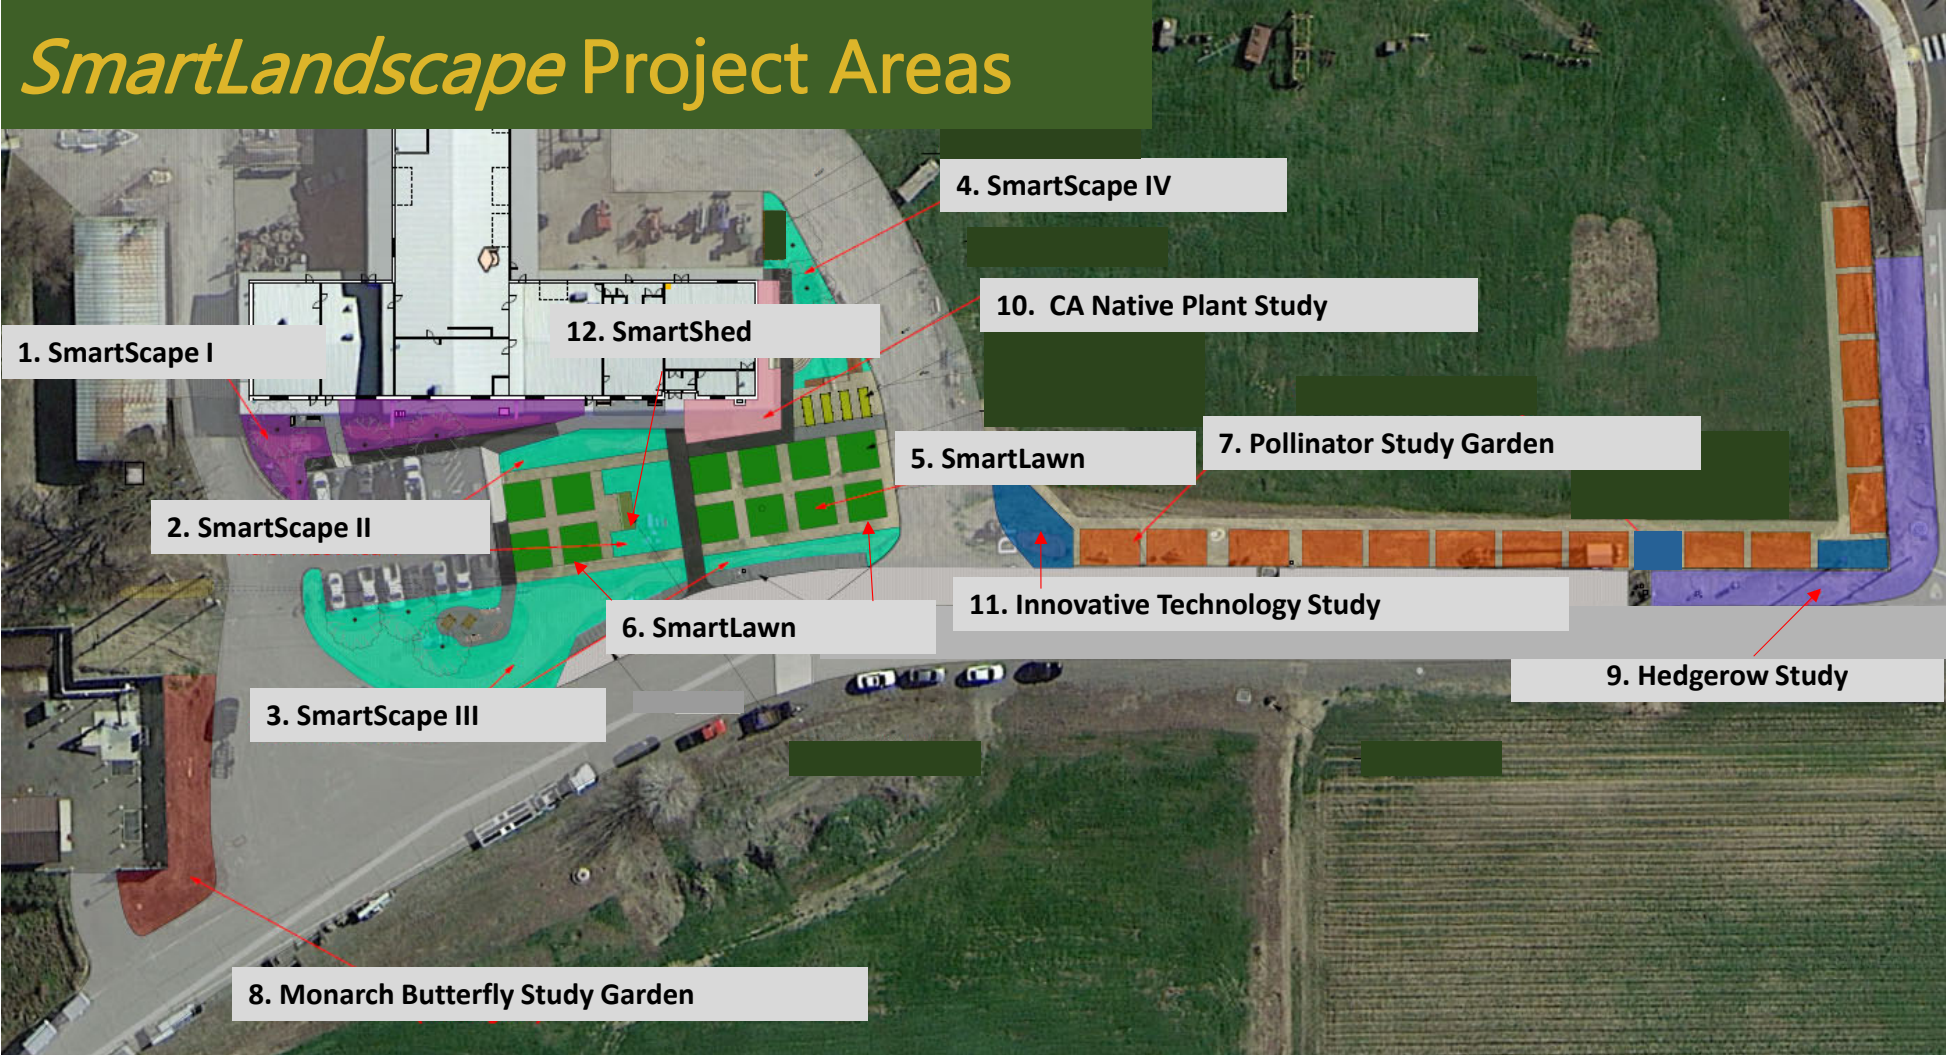 SmartLandscape Project Areas
4. SmartScape IV
10. CA Native Plant Study
12. SmartShed
1. SmartScape I
7. Pollinator Study Garden
5. SmartLawn
2. SmartScape II
11. Innovative Technology Study
6. SmartLawn
9. Hedgerow Study
3. SmartScape III
8. Monarch Butterfly Study Garden